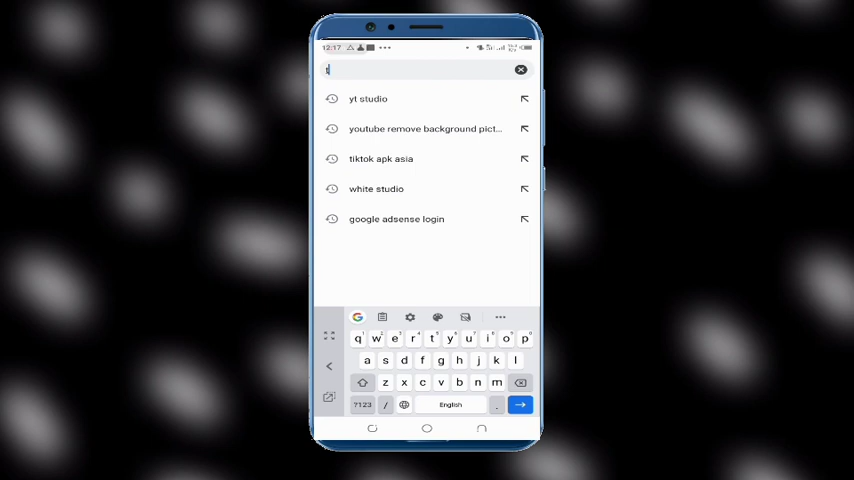 12:17
yt studio
youtube remove background pict...
tiktok apk asia
white studio
google adsense login
G
q w e r t y u i o p
a s d f g h j k l
z x c v b n m
?123 / English .